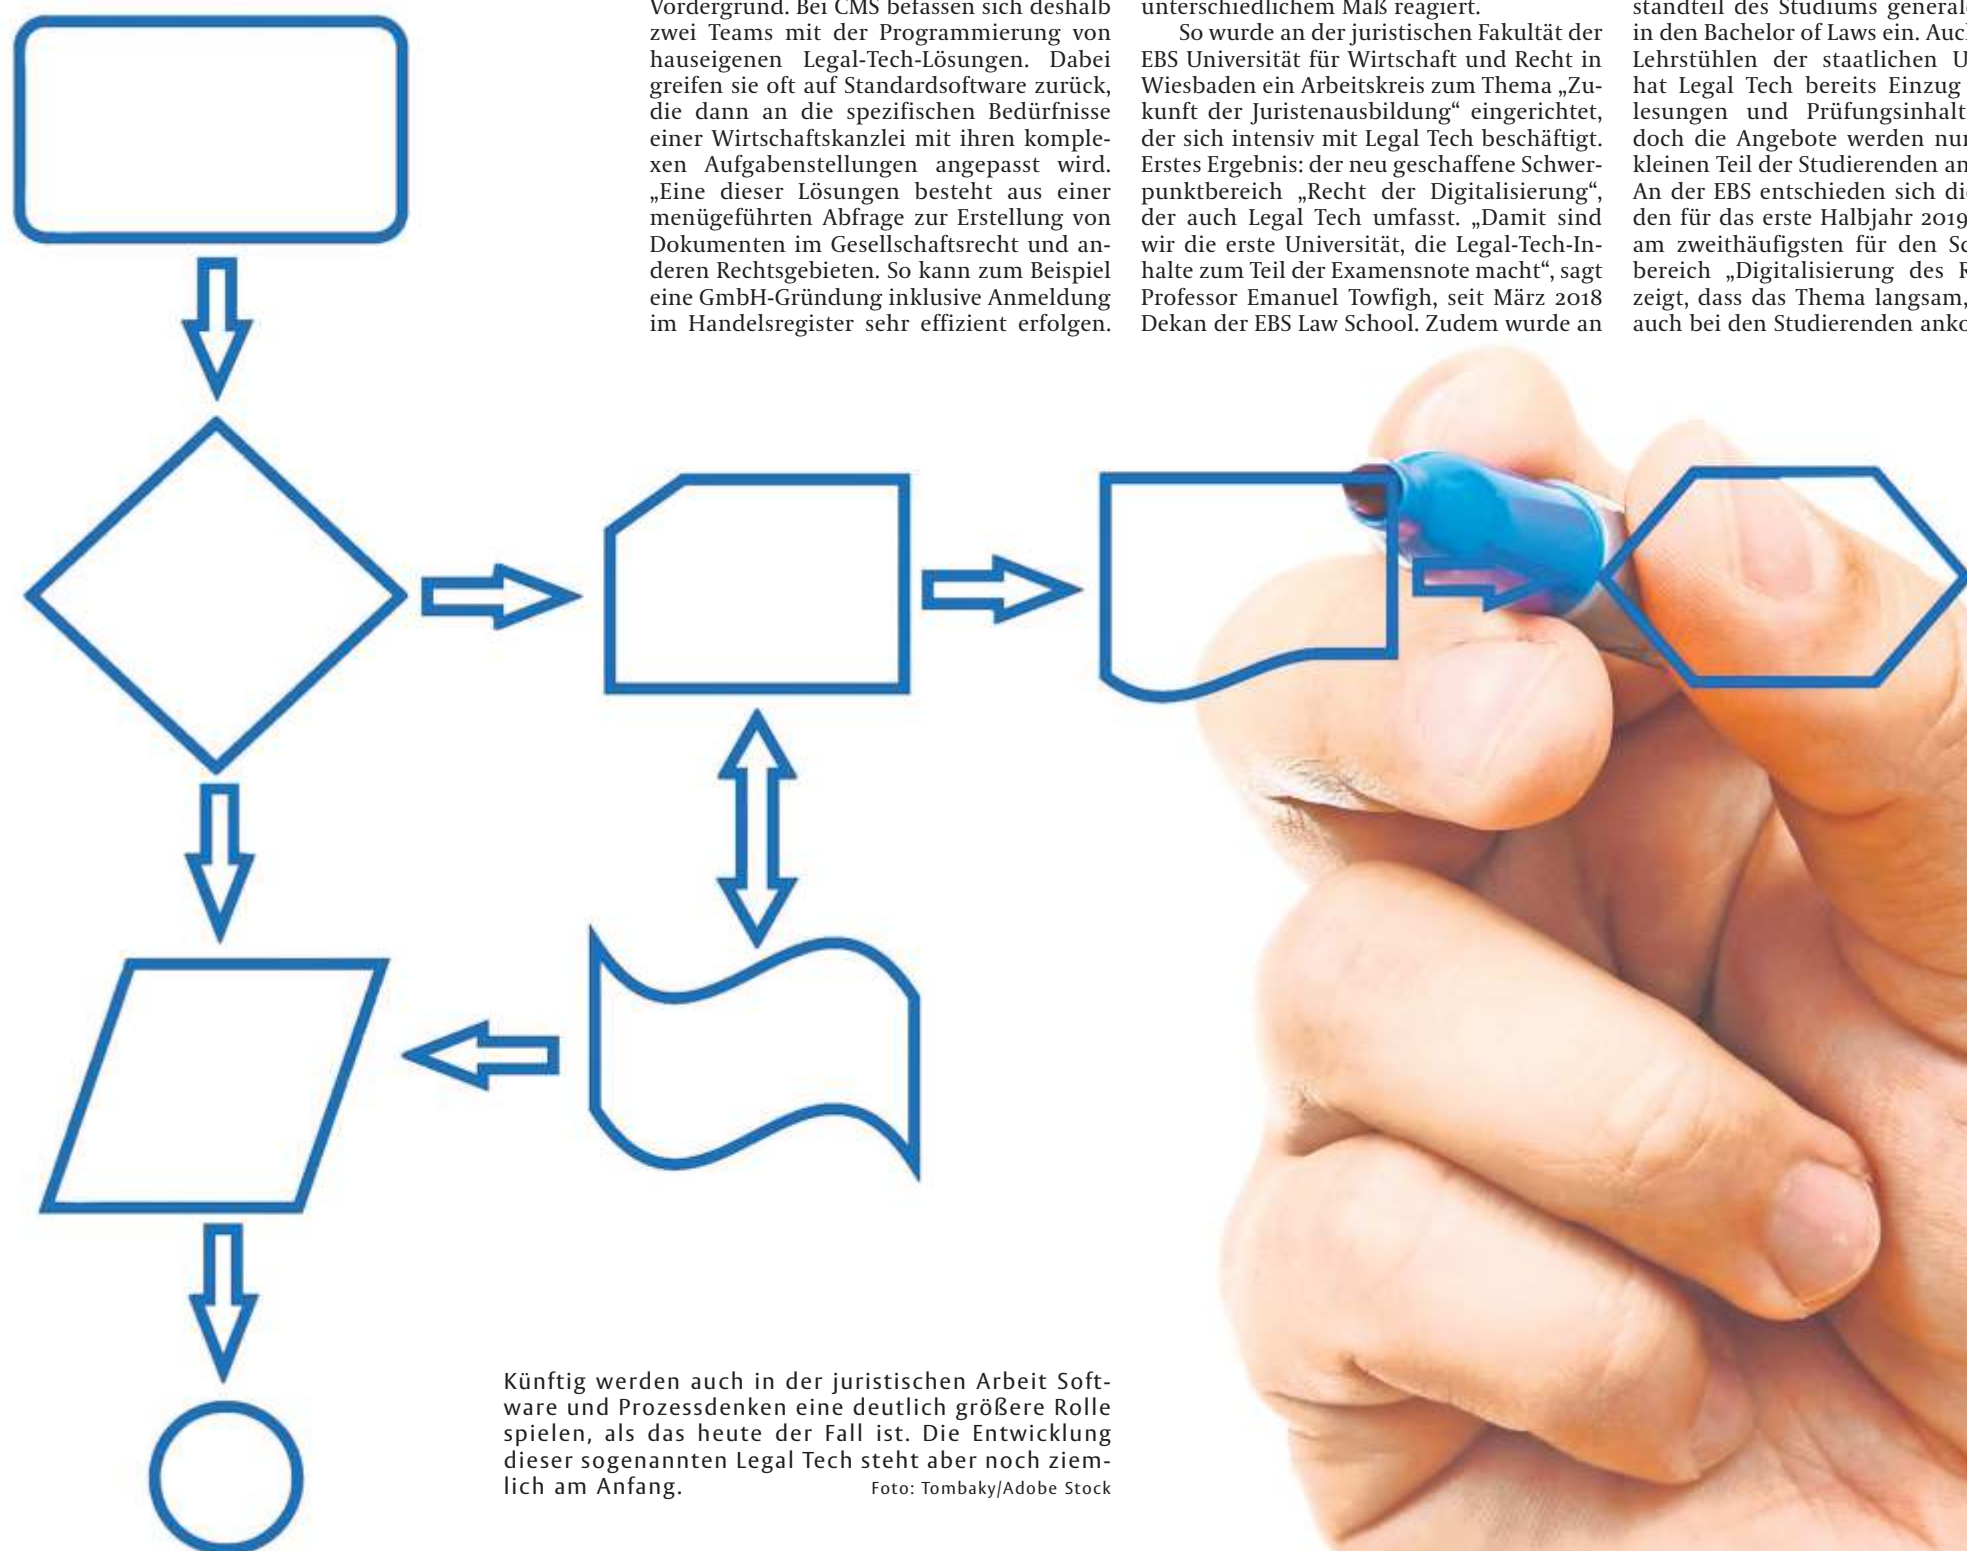 Vordergrund. Bei CMS befassen sich deshalb
zwei Teams mit der Programmierung von
hauseigenen Legal-Tech-Lösungen. Dabei
greifen sie oft auf Standardsoftware zurück,
die dann an die spezifischen Bedürfnisse
einer Wirtschaftskanzlei mit ihren komple-
xen Aufgabenstellungen angepasst wird.
„Eine dieser Lösungen besteht aus einer
menügeführten Abfrage zur Erstellung von
Dokumenten im Gesellschaftsrecht und an-
deren Rechtsgebieten. So kann zum Beispiel
eine GmbH-Gründung inklusive Anmeldung
im Handelsregister sehr effizient erfolgen.
unterschiedlichem Maß reagiert.
So wurde an der juristischen Fakultät der
EBS Universität für Wirtschaft und Recht in
Wiesbaden ein Arbeitskreis zum Thema „Zu-
kunft der Juristenausbildung“ eingerichtet,
der sich intensiv mit Legal Tech beschäftigt.
Erstes Ergebnis: der neu geschaffene Schwer-
punktbereich „Recht der Digitalisierung“,
der auch Legal Tech umfasst. „Damit sind
wir die erste Universität, die Legal-Tech-In-
halte zum Teil der Examensnote macht“, sagt
Professor Emanuel Towfigh, seit März 2018
Dekan der EBS Law School. Zudem wurde an
standteil des Studiums general
in den Bachelor of Laws ein. Auc
Lehrstühlen der staatlichen U
hat Legal Tech bereits Einzug
lesungen und Prüfungsinhalt
doch die Angebote werden nu
kleinen Teil der Studierenden an
An der EBS entschieden sich die
den für das erste Halbjahr 2019
am zweithäufigsten für den Sc
bereich „Digitalisierung des R
zeigt, dass das Thema langsam,
auch bei den Studierenden anko
Künftig werden auch in der juristischen Arbeit Soft-
ware und Prozessdenken eine deutlich größere Rolle
spielen, als das heute der Fall ist. Die Entwicklung
dieser sogenannten Legal Tech steht aber noch ziem-
lich am Anfang. Foto: Tombaky/Adobe Stock